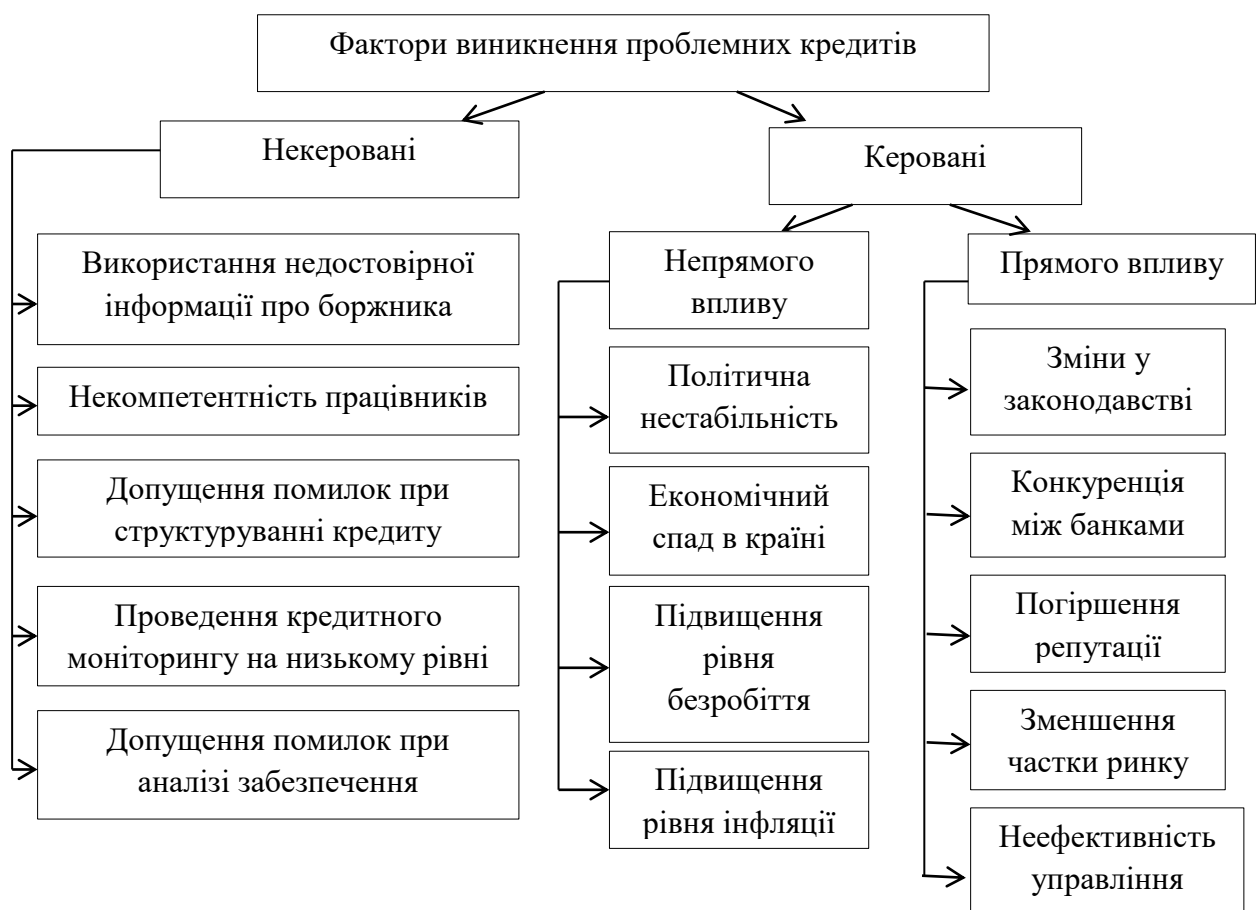 Фактори виникнення проблемних кредитів
Некеровані
Керовані
Використання недостовірної
інформації про боржника
Некомпетентність працівників
Допущення помилок при
структуруванні кредиту
Проведення кредитного
моніторингу на низькому рівні
Допущення помилок при
аналізі забезпечення
Непрямого
впливу
Політична
нестабільність
Економічний
спад в країні
Підвищення
рівня
безробіття
Підвищення
рівня інфляції
Прямого впливу
Зміни у
законодавстві
Конкуренція
між банками
Погіршення
репутації
Зменшення
частки ринку
Неефективність
управління